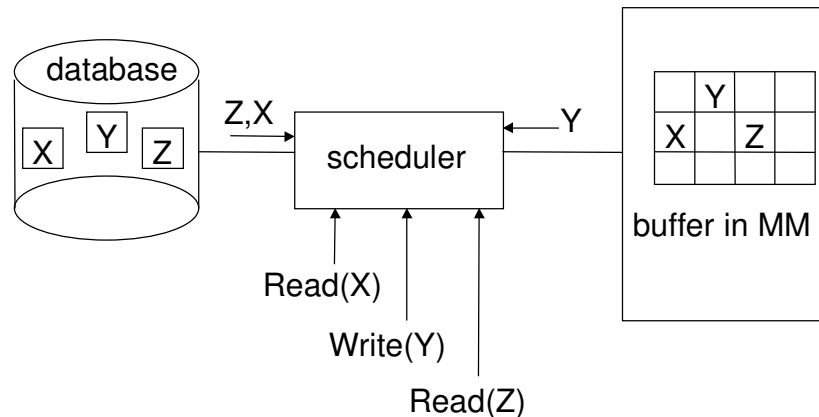 database
X
Y
Z
Z,X
scheduler
Y
Y
X
Z
buffer in MM
Read(X)
Write(Y)
Read(Z)